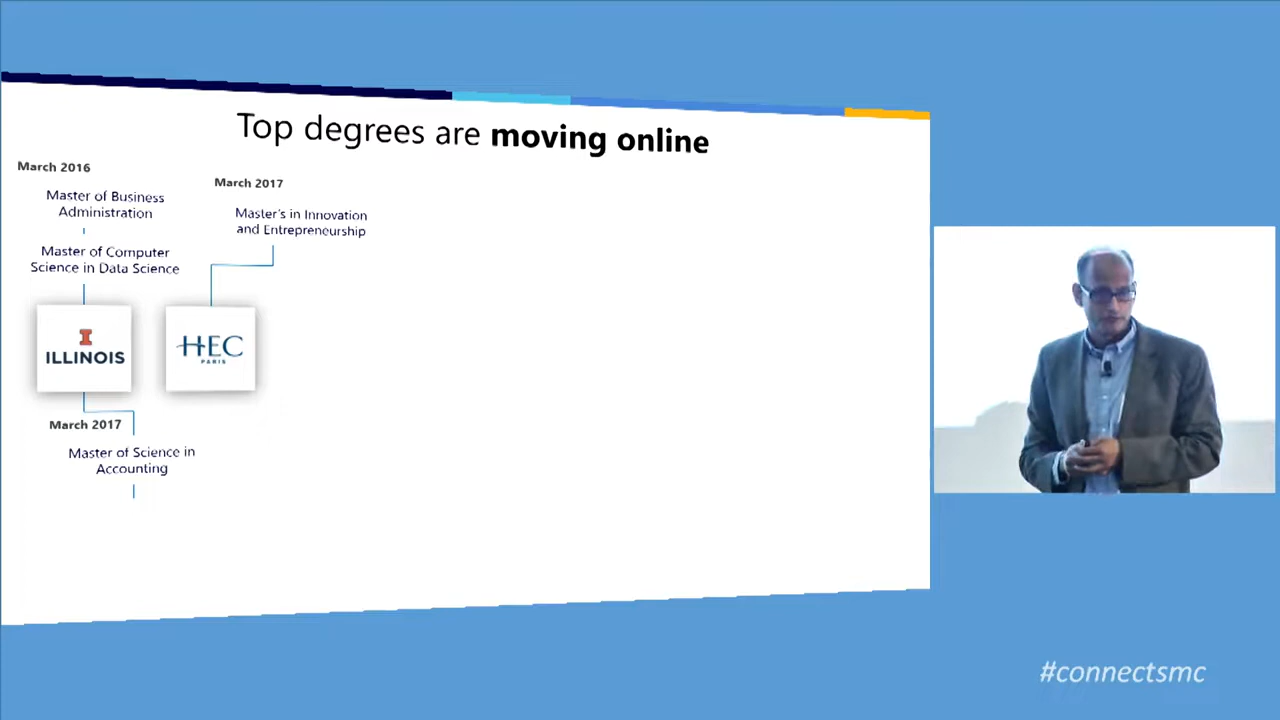 Top degrees are moving online
March 2016
Master of Business
Administration
Master of Computer
Science in Data Science
March 2017
Master's in Innovation
and Entrepreneurship
I
ILLINOIS
HEC
PARIS
March 2017
Master of Science in
Accounting
#connectsmc